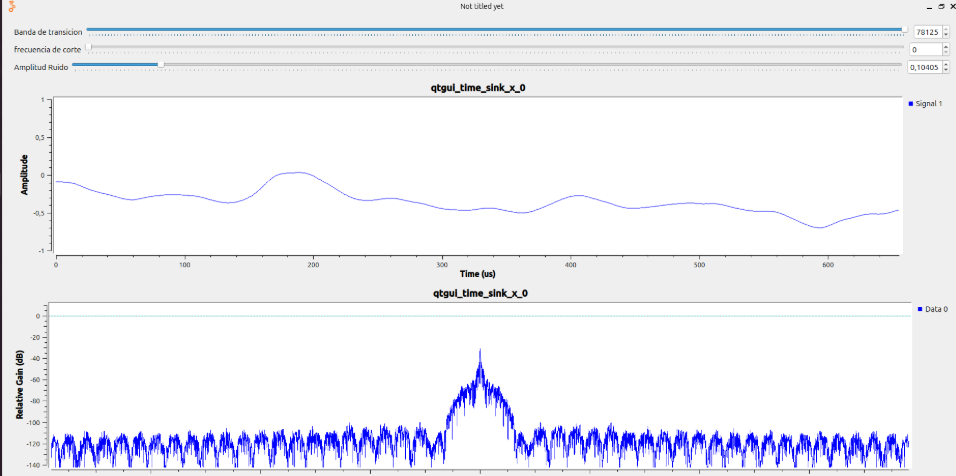 Not titled yet
Banda de transicion 78125
frecuencia de corte 0
Amplitud Ruido 0,10405
qtgui_time_sink_x_0
Signal 1
1
0,5
0
-0,5
-1
Amplitude
0 100 200 300 400 500 600
Time (us)
qtgui_time_sink_x_0
Data 0
0
-20
-40
-60
-80
-100
-120
-140
Relative Gain (dB)